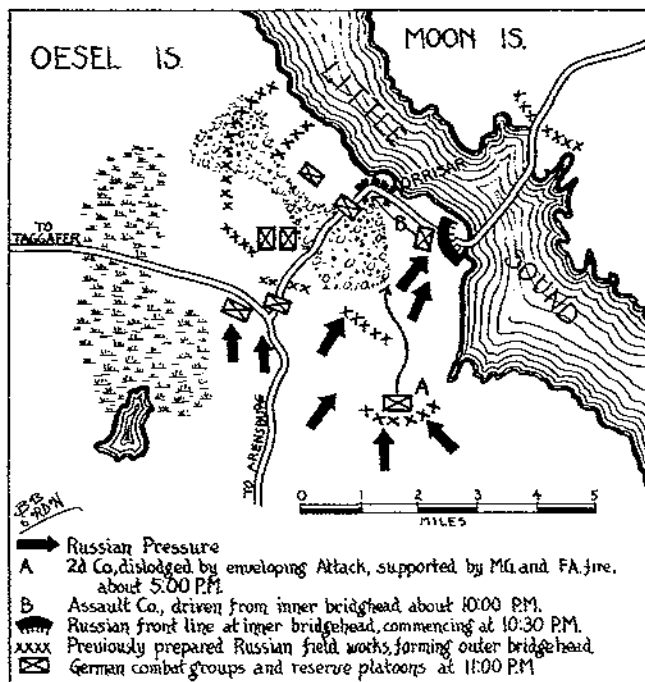 OESEL IS.
MOON IS.
LITTLE
SOUND
ORRISAR
TO
TAGGAFER
B
A
TO ARENSBURG
0 1 2 3 4 5
MILES
Russian Pressure
A 2d Co, dislodged by enveloping Attack, supported by MG. and FA. fire, about 5:00 P.M.
B Assault Co., driven from inner bridghead about 10:00 P.M.
Russian front line at inner bridgehead, commencing at 10:30 P.M.
xxxx Previously prepared Russian field works, forming outer bridgehead.
German combat groups and reserve platoons at 11:00 P.M